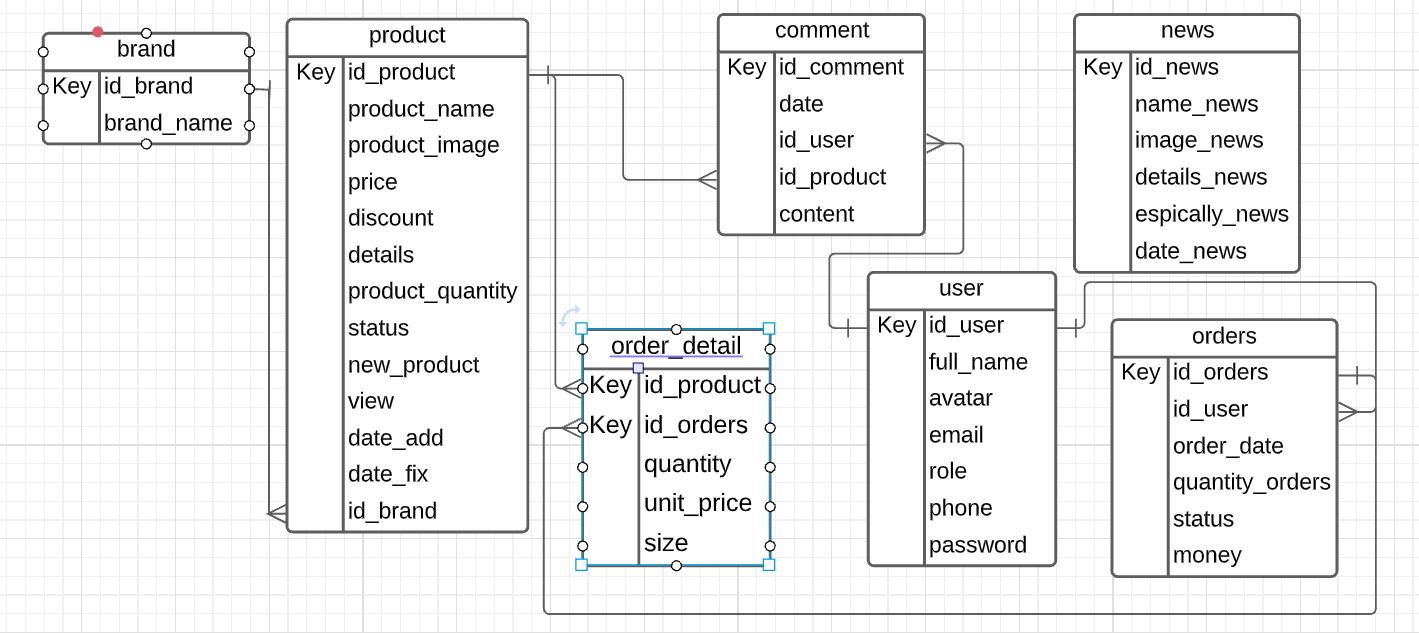 brand
Key id_brand
brand_name
product
Key id_product
product_name
product_image
price
discount
details
product_quantity
status
new_product
view
date_add
date_fix
id_brand
comment
Key id_comment
date
id_user
id_product
content
news
Key id_news
name_news
image_news
details_news
espically_news
date_news
order_detail
Key id_product
Key id_orders
quantity
unit_price
size
user
Key id_user
full_name
avatar
email
role
phone
password
orders
Key id_orders
id_user
order_date
quantity_orders
status
money